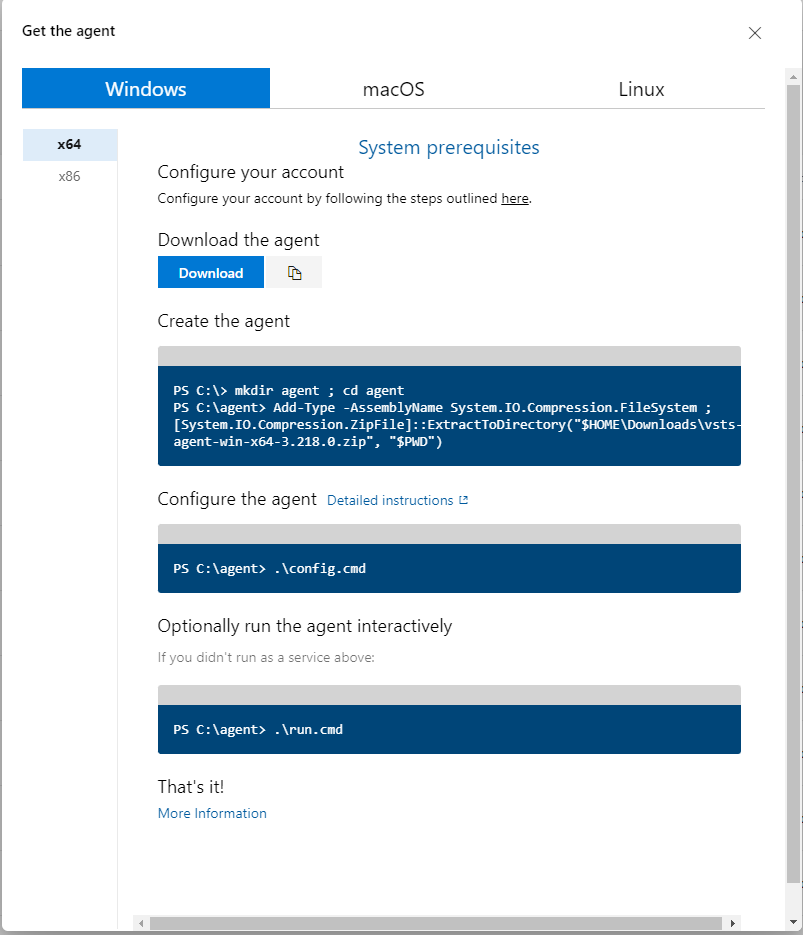 Get the agent
Windows
macOS
Linux
x64
x86
System prerequisites
Configure your account
Configure your account by following the steps outlined here.
Download the agent
Download
Create the agent
PS C:\> mkdir agent ; cd agent
PS C:\agent> Add-Type -AssemblyName System.IO.Compression.FileSystem ;
[System.IO.Compression.ZipFile]::ExtractToDirectory("$HOME\Downloads\vsts-
agent-win-x64-3.218.0.zip", "$PWD")
Configure the agent Detailed instructions
PS C:\agent> .\config.cmd
Optionally run the agent interactively
If you didn't run as a service above:
PS C:\agent> .\run.cmd
That's it!
More Information